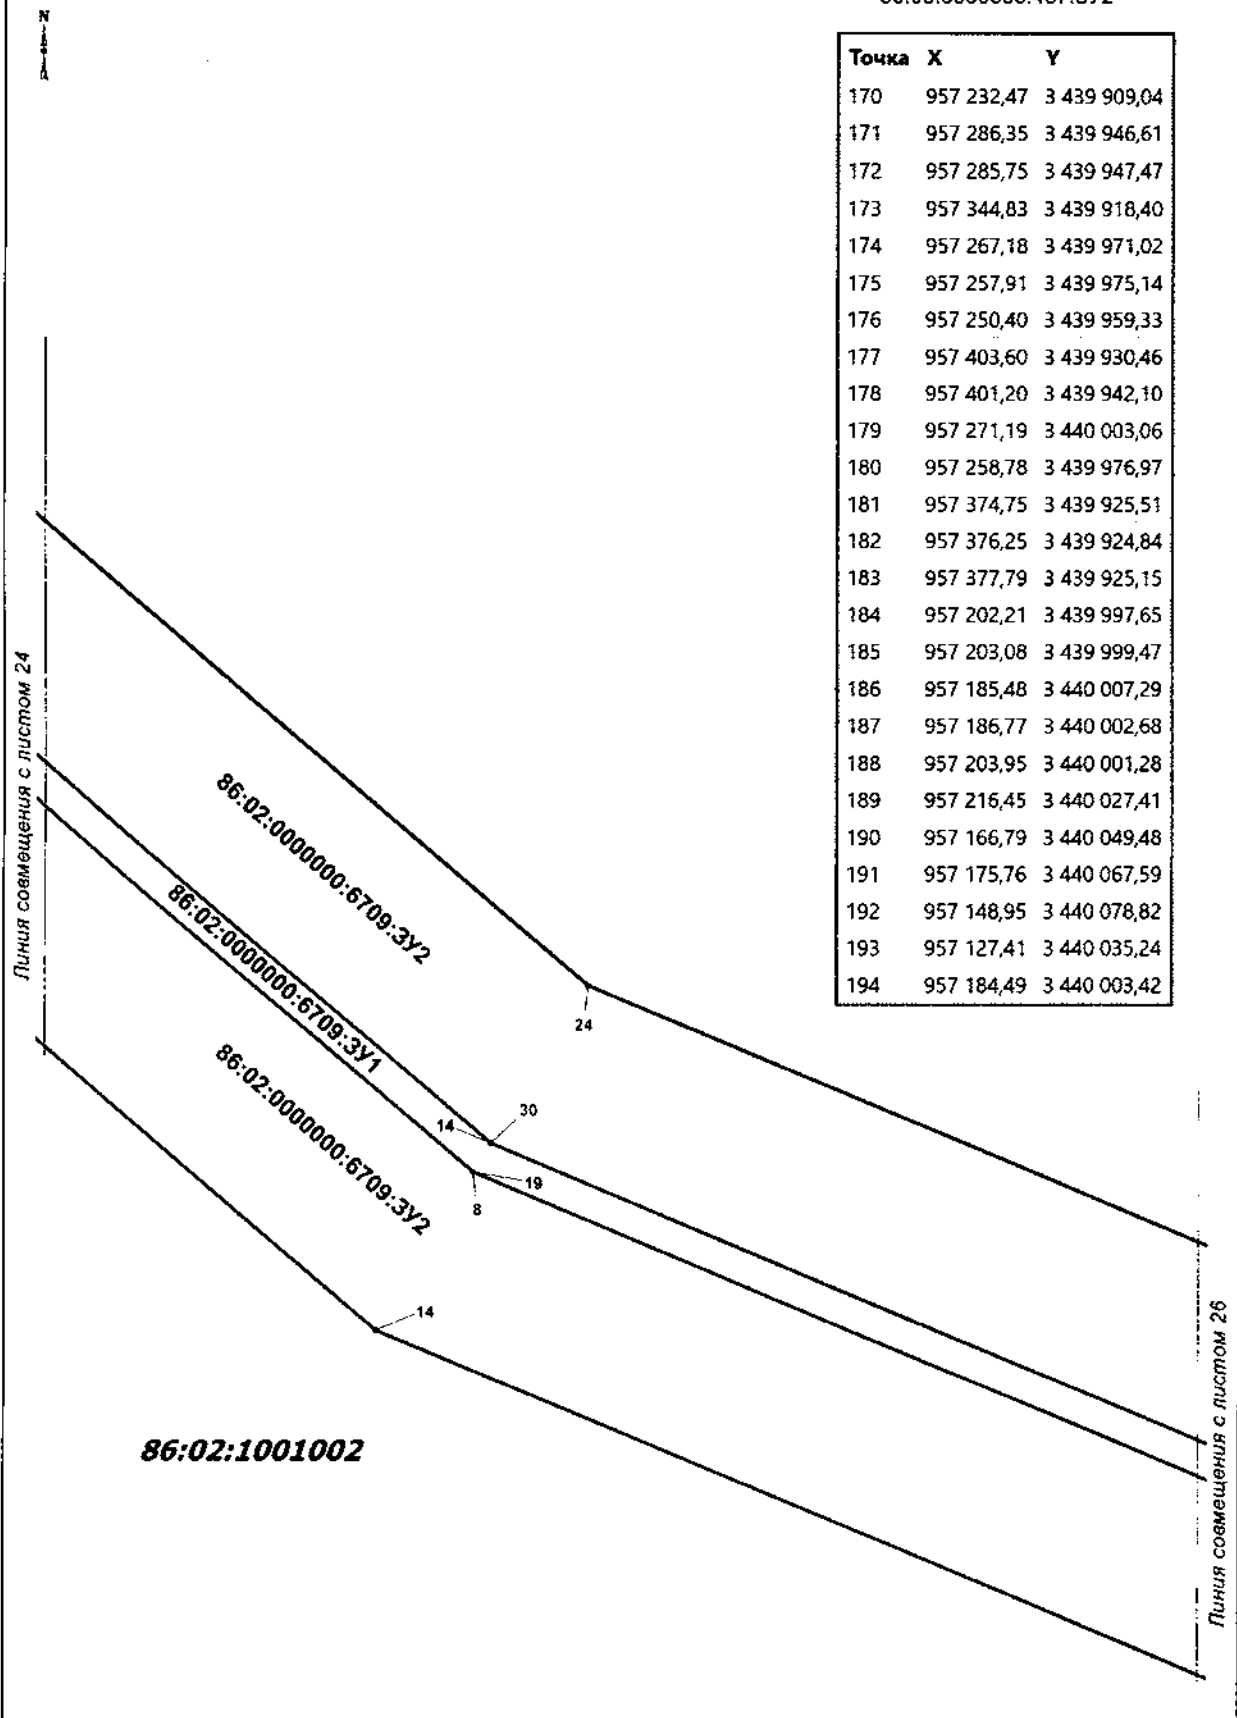 N
Точка X Y
170 957 232,47 3 439 909,04
171 957 286,35 3 439 946,61
172 957 285,75 3 439 947,47
173 957 344,83 3 439 918,40
174 957 267,18 3 439 971,02
175 957 257,91 3 439 975,14
176 957 250,40 3 439 959,33
177 957 403,60 3 439 930,46
178 957 401,20 3 439 942,10
179 957 271,19 3 440 003,06
180 957 258,78 3 439 976,97
181 957 374,75 3 439 925,51
182 957 376,25 3 439 924,84
183 957 377,79 3 439 925,15
184 957 202,21 3 439 997,65
185 957 203,08 3 439 999,47
186 957 185,48 3 440 007,29
187 957 186,77 3 440 002,68
188 957 203,95 3 440 001,28
189 957 216,45 3 440 027,41
190 957 166,79 3 440 049,48
191 957 175,76 3 440 067,59
192 957 148,95 3 440 078,82
193 957 127,41 3 440 035,24
194 957 184,49 3 440 003,42
Линия совмещения с листом 24
86:02:0000000:6709:ЗУ2
86:02:0000000:6709:ЗУ1
86:02:0000000:6709:ЗУ2
24
30
14
19
8
14
86:02:1001002
Линия совмещения с листом 26